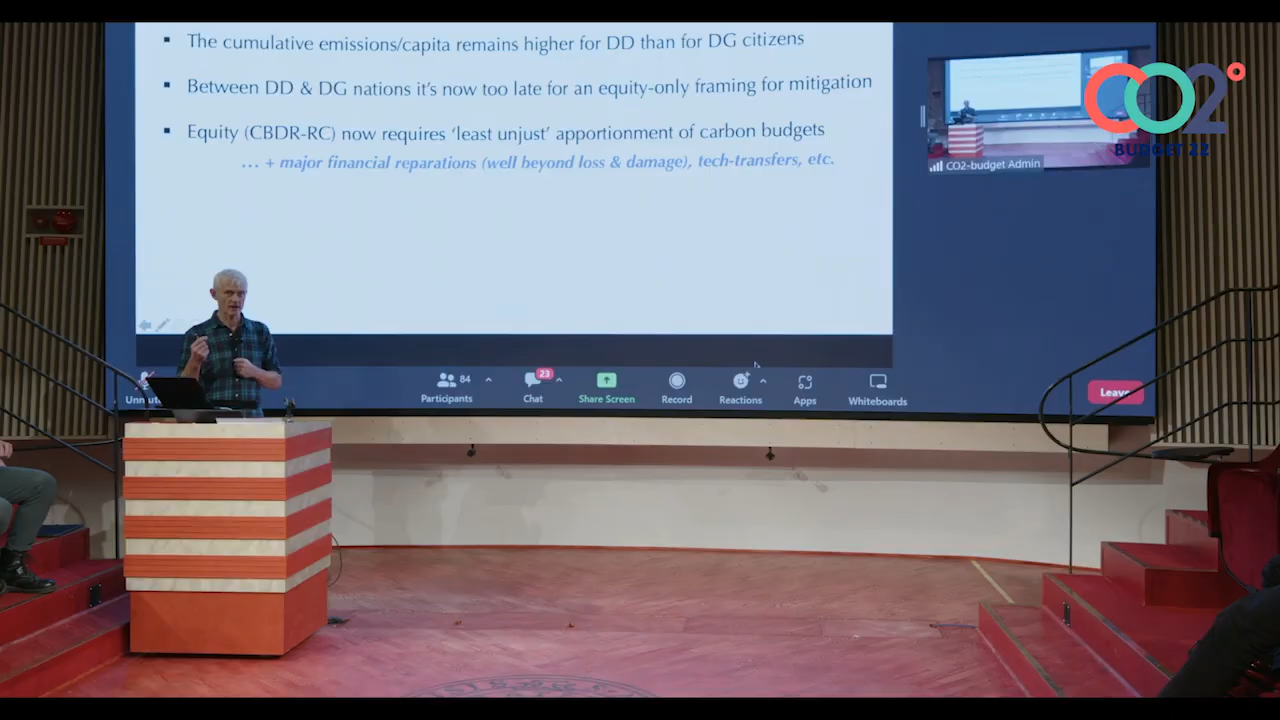 ▪ The cumulative emissions/capita remains higher for DD than for DG citizens
▪ Between DD & DG nations it's now too late for an equity-only framing for mitigation
▪ Equity (CBDR-RC) now requires 'least unjust' apportionment of carbon budgets
... + major financial reparations (well beyond loss & damage), tech-transfers, etc.
CO2°
BUDGET 22
CO2-budget Admin
84
23
Participants
Chat
Share Screen
Record
Reactions
Apps
Whiteboards
Leave